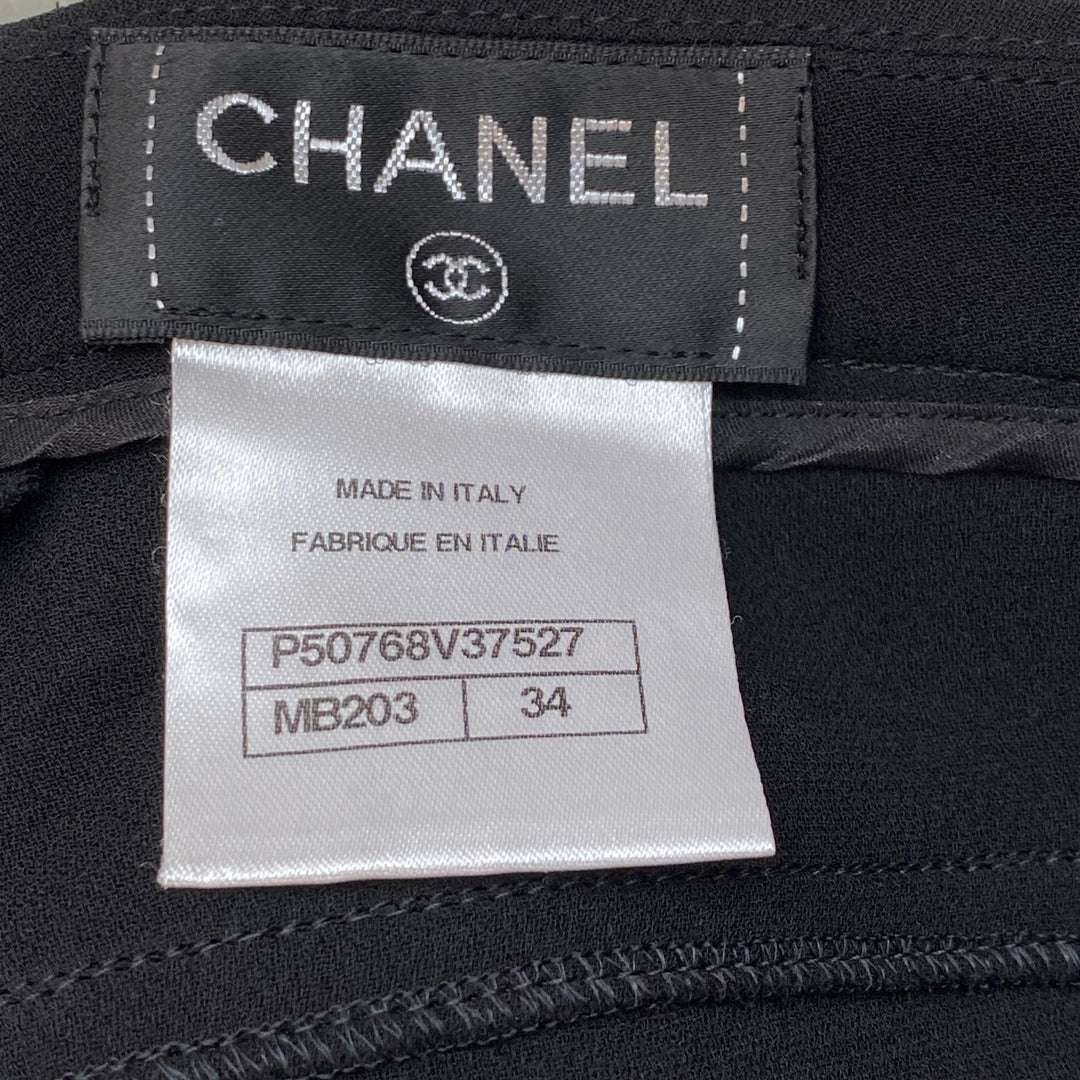 CHANEL
MADE IN ITALY
FABRIQUE EN ITALIE
P50768V37527
MB203 34